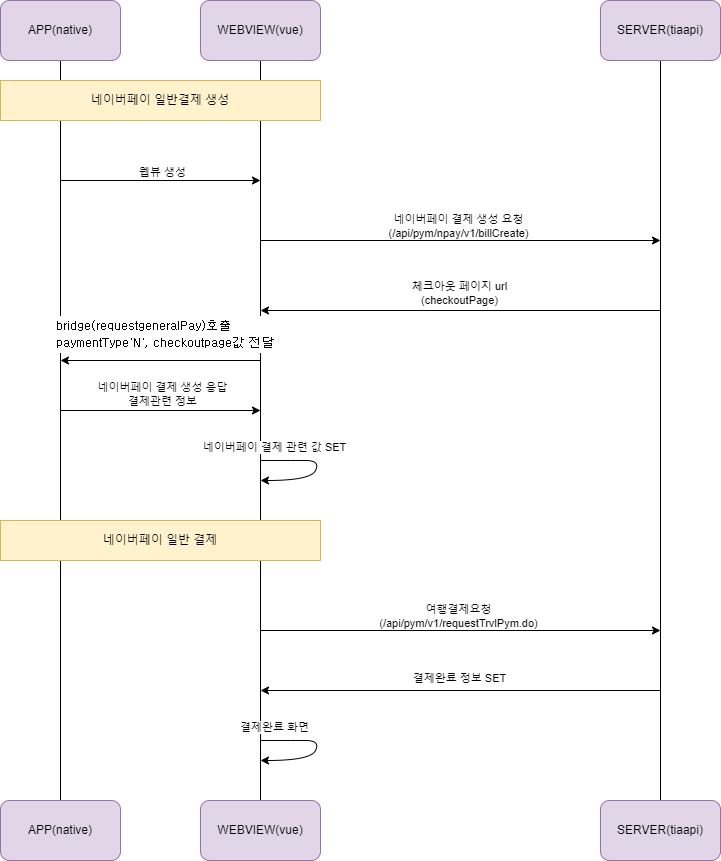 APP(native)
WEBVIEW(vue)
SERVER(tiaapi)
네이버페이 일반결제 생성
웹뷰 생성
네이버페이 결제 생성 요청
(/api/pym/npay/v1/billCreate)
체크아웃 페이지 url
(checkoutPage)
bridge(requestgeneralPay)호출
paymentType'N', checkoutpage값 전달
네이버페이 결제 생성 응답
결제관련 정보
네이버페이 결제 관련 값 SET
네이버페이 일반 결제
여행결제요청
(/api/pym/v1/requestTrvlPym.do)
결제완료 정보 SET
결제완료 화면
APP(native)
WEBVIEW(vue)
SERVER(tiaapi)